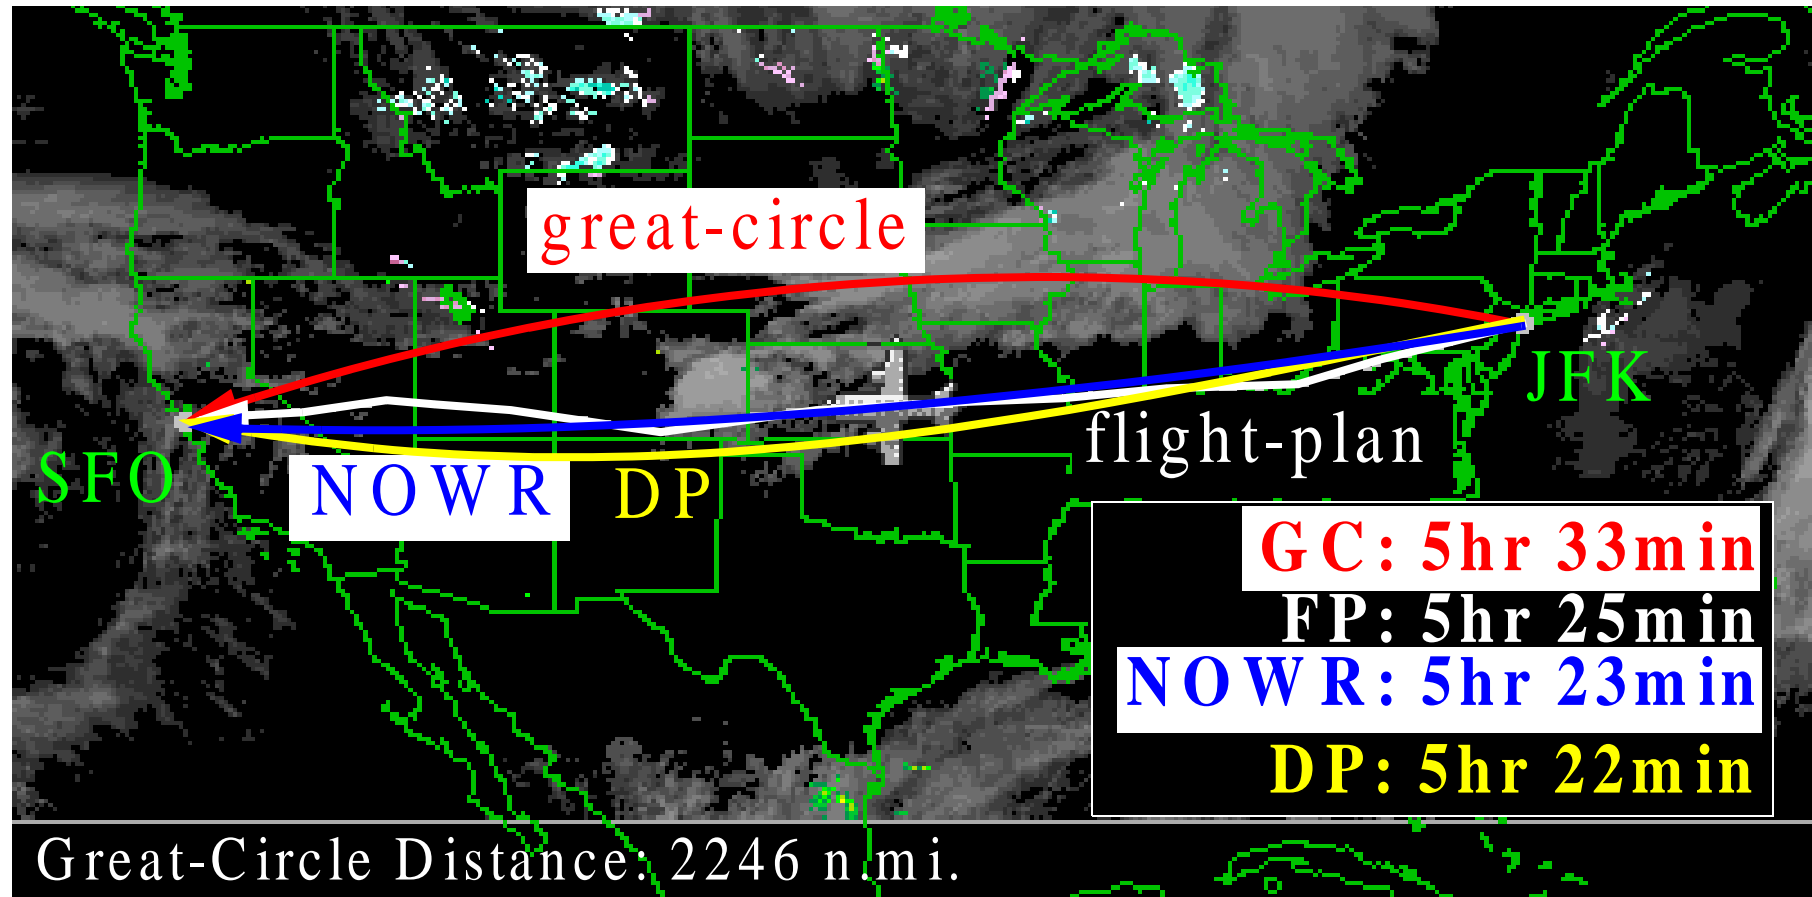 great-circle
JFK
flight-plan
SFO
NOWR
DP
GC: 5hr 33min
FP: 5hr 25min
NOWR: 5hr 23min
DP: 5hr 22min
Great-Circle Distance: 2246 n.mi.